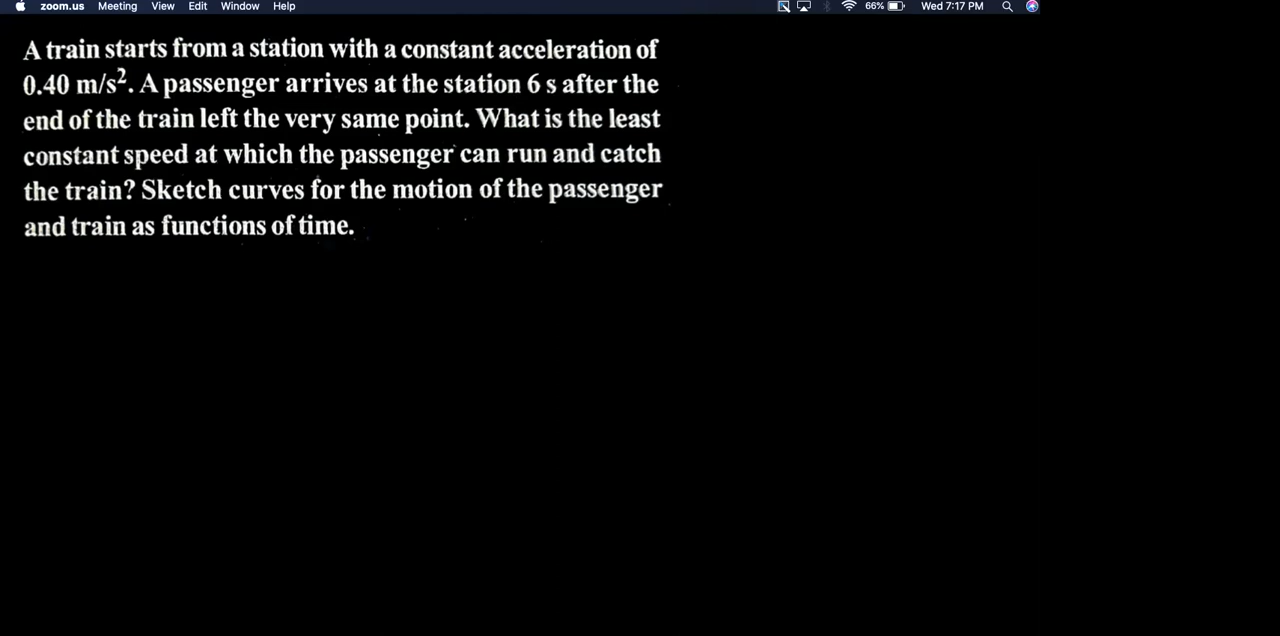 zoom.us Meeting View Edit Window Help 66% Wed 7:17 PM
A train starts from a station with a constant acceleration of
0.40 m/s². A passenger arrives at the station 6 s after the
end of the train left the very same point. What is the least
constant speed at which the passenger can run and catch
the train? Sketch curves for the motion of the passenger
and train as functions of time.